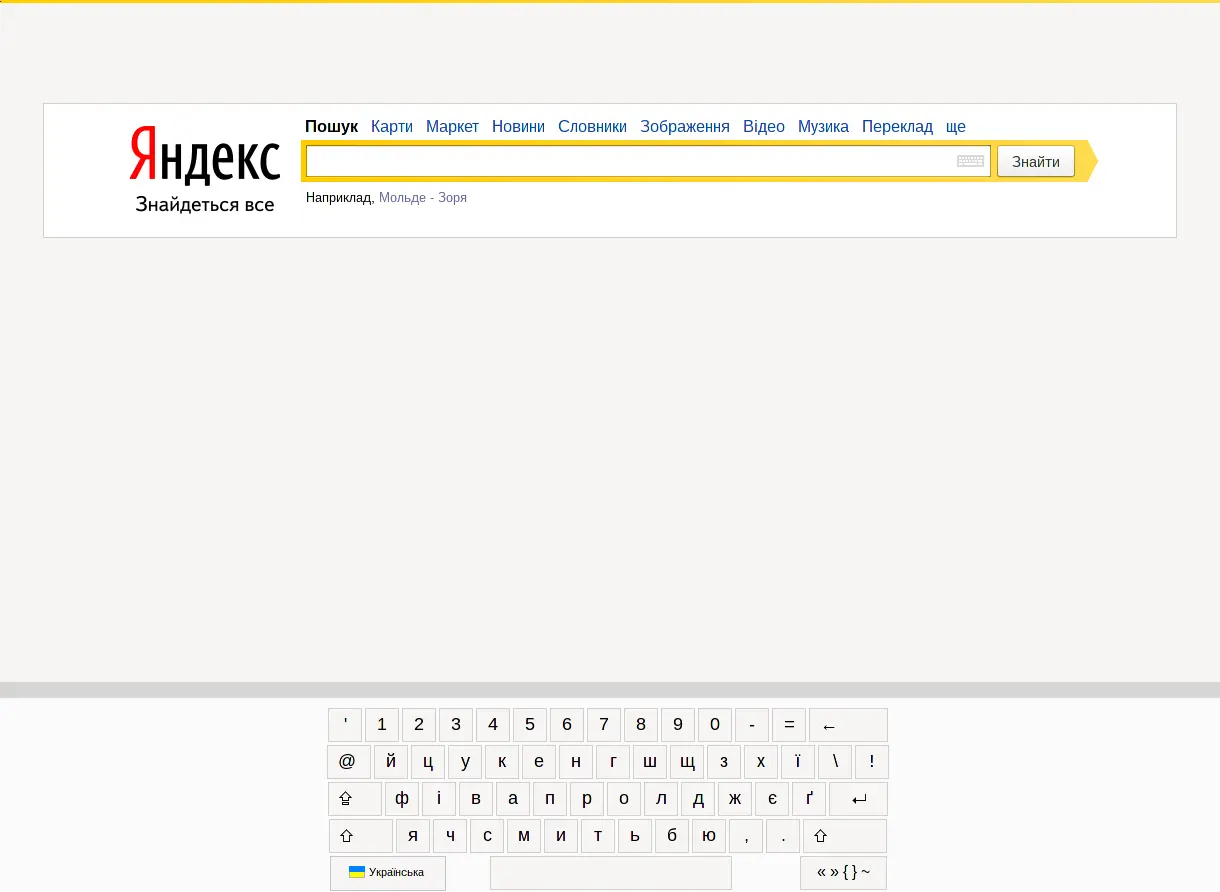 Пошук Карти Маркет Новини Словники Зображення Відео Музика Переклад ще
Яндекс
Знайти
Знайдеться все
Наприклад, Мольде - Зоря
' 1 2 3 4 5 6 7 8 9 0 - = ←
@ й ц у к е н г ш щ з х ї \ !
⇪ ф і в а п р о л д ж є ґ ↵
⇧ я ч с м и т ь б ю , . ⇧
Українська « » { } ~